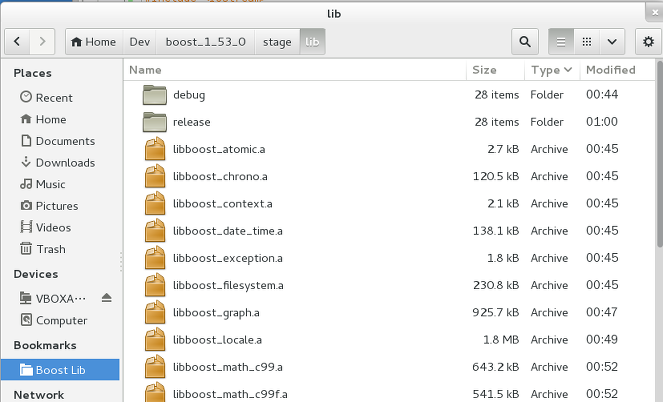 #include <iostream>
lib
Home Dev boost_1_53_0 stage lib
Places
Recent
Home
Documents
Downloads
Music
Pictures
Videos
Trash
Devices
VBOXA···
Computer
Bookmarks
Boost Lib
Network
Name Size Type Modified
debug 28 items Folder 00:44
release 28 items Folder 01:00
libboost_atomic.a 2.7 kB Archive 00:45
libboost_chrono.a 120.5 kB Archive 00:45
libboost_context.a 2.1 kB Archive 00:45
libboost_date_time.a 138.1 kB Archive 00:45
libboost_exception.a 1.8 kB Archive 00:45
libboost_filesystem.a 230.8 kB Archive 00:45
libboost_graph.a 925.7 kB Archive 00:47
libboost_locale.a 1.8 MB Archive 00:49
libboost_math_c99.a 643.2 kB Archive 00:52
libboost_math_c99f.a 541.5 kB Archive 00:52